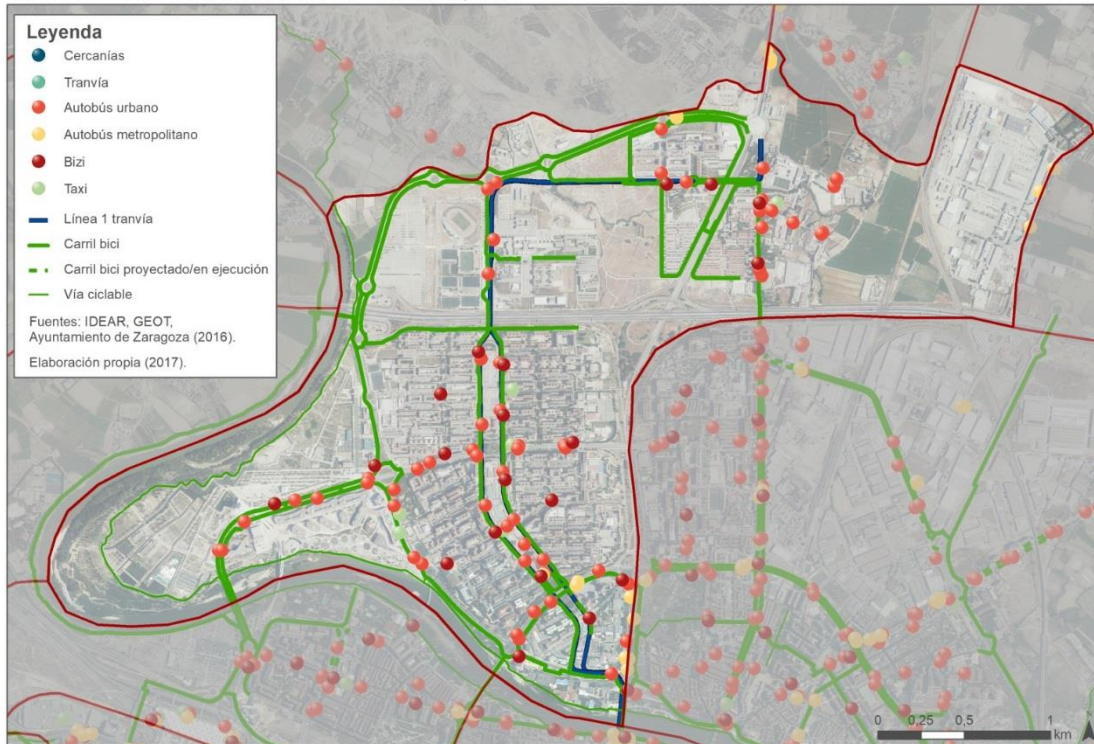 Leyenda
Cercanías
Tranvía
Autobús urbano
Autobús metropolitano
Bizi
Taxi
Línea 1 tranvía
Carril bici
Carril bici proyectado/en ejecución
Vía ciclable
Fuentes: IDEAR, GEOT,
Ayuntamiento de Zaragoza (2016).
Elaboración propia (2017).
0 0,25 0,5 1
km
N